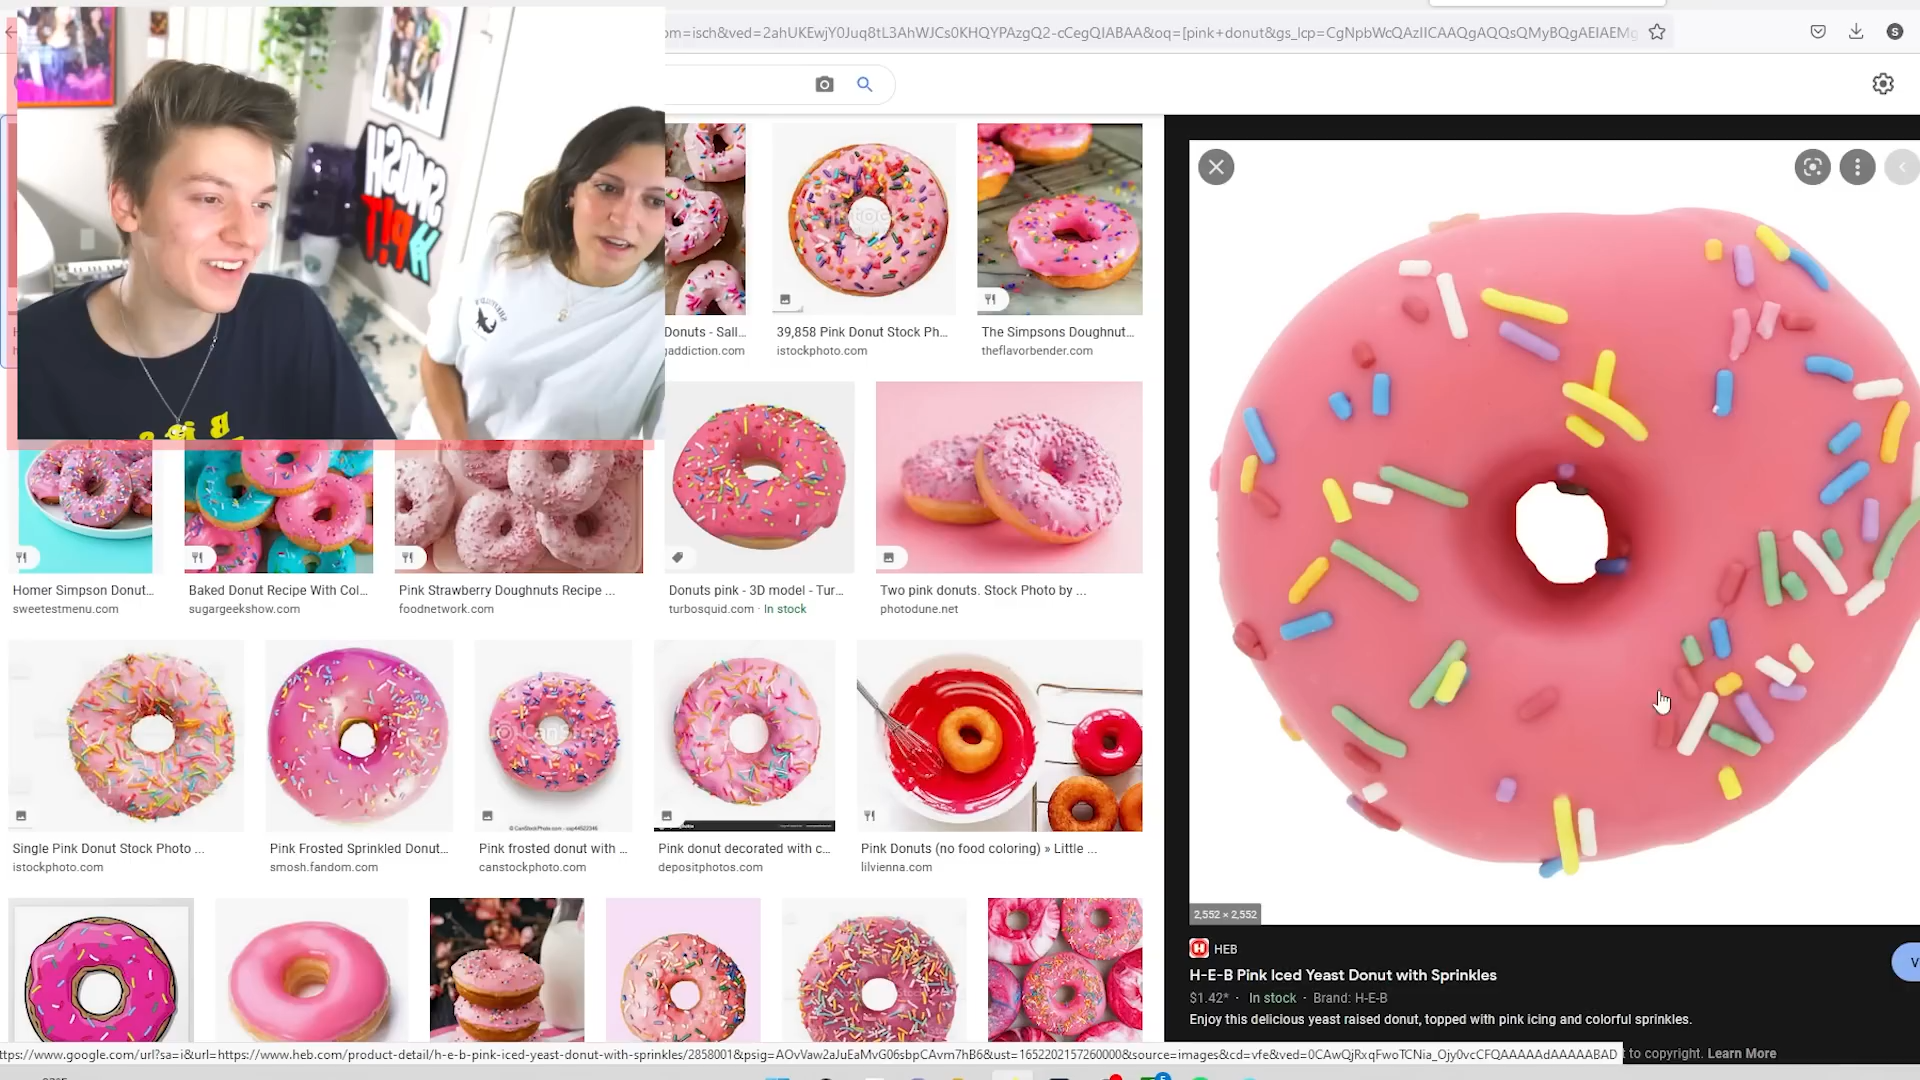 om=isch&ved=2ahUKEwjY0Juq8tL3AhWJCs0KHQYPAzgQ2-cCegQIABAA&oq=[pink+donut&gs_lcp=CgNpbWcQAzIICAAQgAQQsQMyBQgAEIAEMg
S
SMOSH
PIT
Donuts - Sall...
addiction.com
39,858 Pink Donut Stock Ph...
istockphoto.com
The Simpsons Doughnut...
theflavorbender.com
Homer Simpson Donut...
sweetestmenu.com
Baked Donut Recipe With Col...
sugargeekshow.com
Pink Strawberry Doughnuts Recipe ...
foodnetwork.com
Donuts pink - 3D model - Tur...
turbosquid.com · In stock
Two pink donuts. Stock Photo by ...
photodune.net
Single Pink Donut Stock Photo ...
istockphoto.com
Pink Frosted Sprinkled Donut...
smosh.fandom.com
Pink frosted donut with ...
canstockphoto.com
Pink donut decorated with c...
depositphotos.com
Pink Donuts (no food coloring) » Little ...
lilvienna.com
2,552 × 2,552
HEB
H-E-B Pink Iced Yeast Donut with Sprinkles
$1.42* · In stock · Brand: H-E-B
Enjoy this delicious yeast raised donut, topped with pink icing and colorful sprinkles.
ttps://www.google.com/url?sa=i&url=https://www.heb.com/product-detail/h-e-b-pink-iced-yeast-donut-with-sprinkles/2858001&psig=AOvVaw2aJuEaMvG06sbpCAvm7hB6&ust=1652202157260000&source=images&cd=vfe&ved=0CAwQjRxqFwoTCNia_Ojy0vcCFQAAAAAdAAAAABAD
t to copyright. Learn More